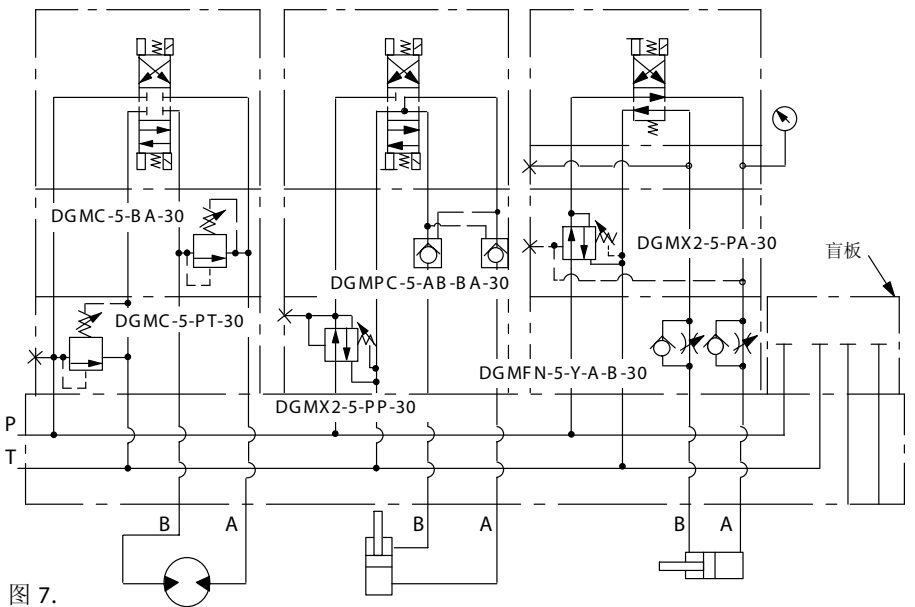 DGMC-5-BA-30
DGMX2-5-PA-30
盲板
DGMPC-5-AB-BA-30
DGMC-5-PT-30
DGMFN-5-Y-A-B-30
DGMX2-5-PP-30
P
T
B A B A B A
图 7.